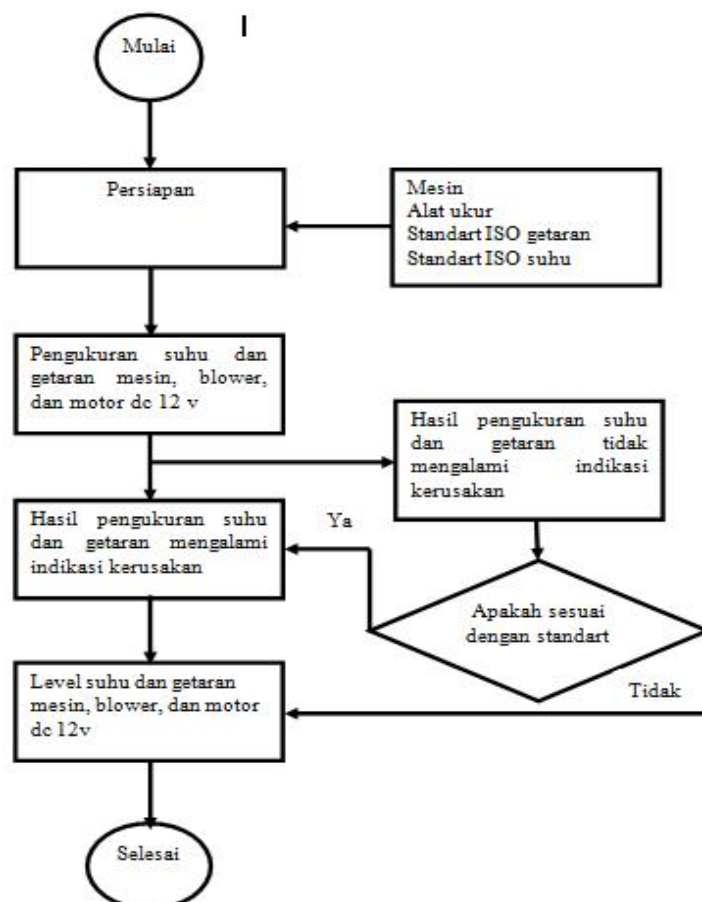 Mulai
Persiapan
Mesin
Alat ukur
Standart ISO getaran
Standart ISO suhu
Pengukuran suhu dan
getaran mesin, blower,
dan motor dc 12 v
Hasil pengukuran suhu
dan getaran tidak
mengalami indikasi
kerusakan
Hasil pengukuran suhu
dan getaran mengalami
indikasi kerusakan
Ya
Apakah sesuai
dengan standart
Tidak
Level suhu dan getaran
mesin, blower, dan motor
dc 12v
Selesai